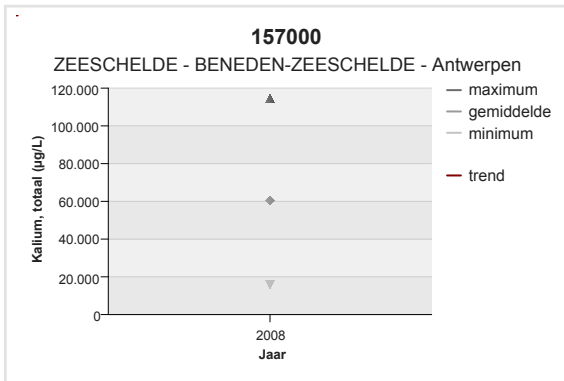 157000
ZEESCHELDE - BENEDEN-ZEESCHELDE - Antwerpen
Kalium, totaal (µg/L)
120.000
100.000
80.000
60.000
40.000
20.000
0
2008
Jaar
maximum
gemiddelde
minimum
trend